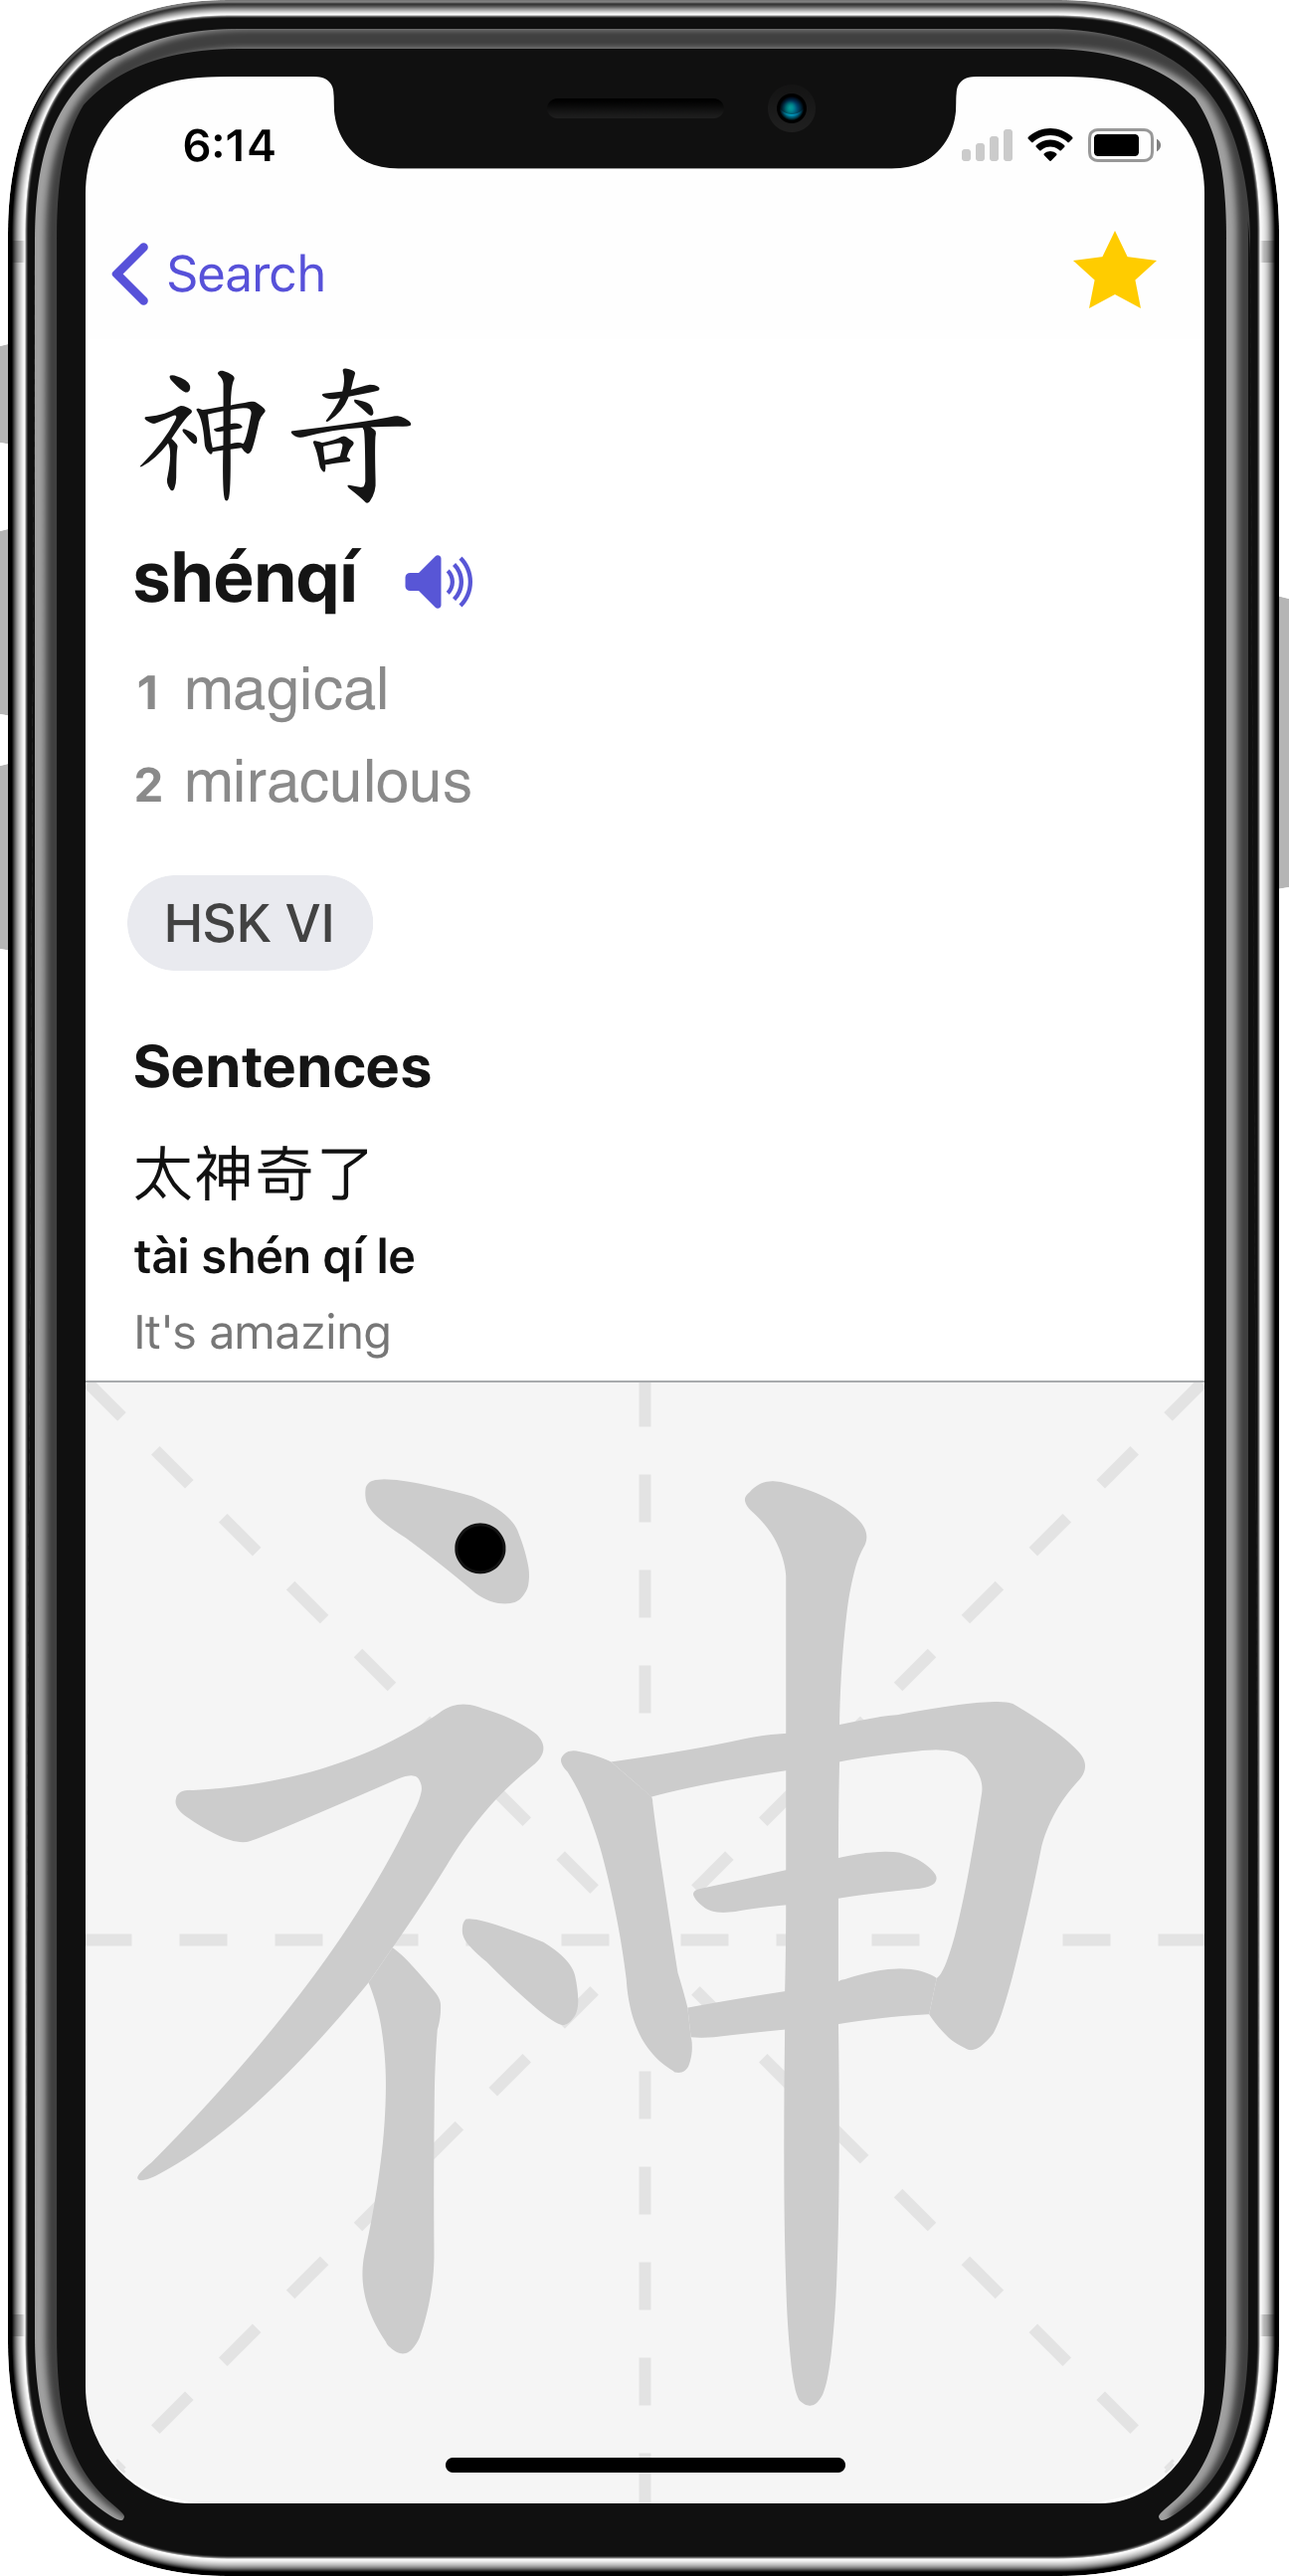 6:14
Search
神奇
shénqí
1 magical
2 miraculous
HSK VI
Sentences
太神奇了
tài shén qí le
It's amazing
神